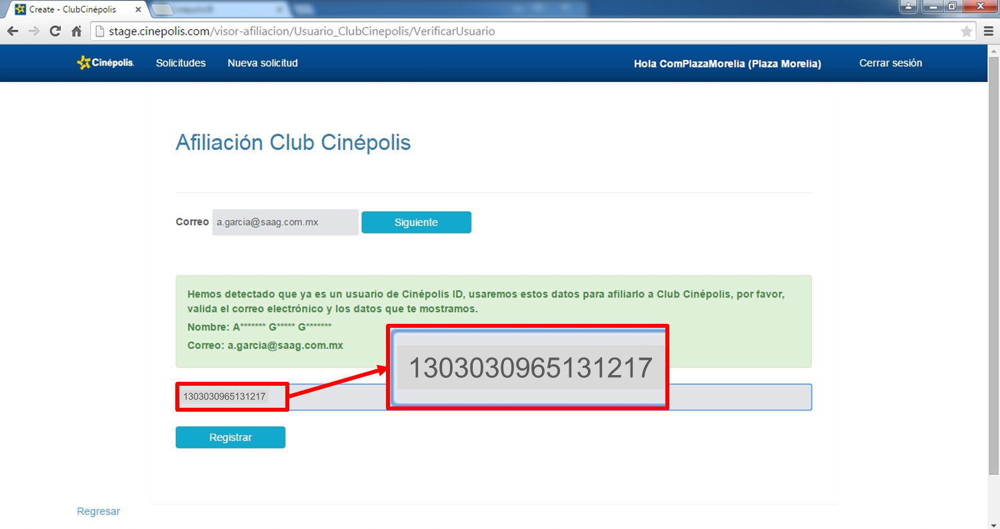 Create - ClubCinépolis
stage.cinepolis.com/visor-afiliacion/Usuario_ClubCinepolis/VerificarUsuario
Cinépolis. Solicitudes Nueva solicitud Hola ComPlazaMorelia (Plaza Morelia) Cerrar sesión
Afiliación Club Cinépolis
Correo a.garcia@saag.com.mx Siguiente
Hemos detectado que ya es un usuario de Cinépolis ID, usaremos estos datos para afiliarlo a Club Cinépolis, por favor,
valida el correo electrónico y los datos que te mostramos.
Nombre: A******* G***** G*******
Correo: a.garcia@saag.com.mx
1303030965131217
1303030965131217
Registrar
Regresar